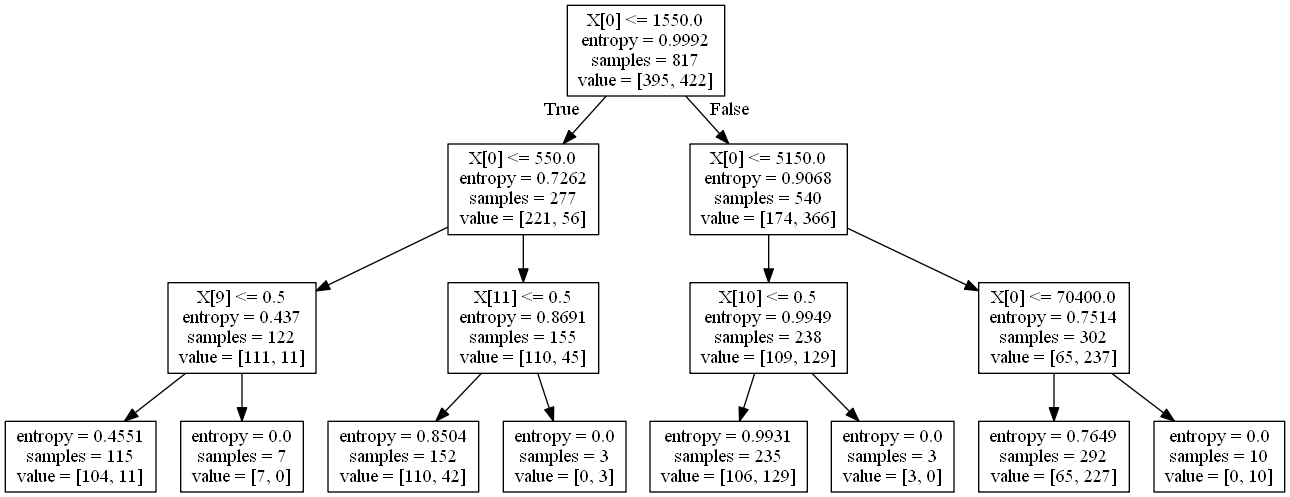 X[0] <= 1550.0
entropy = 0.9992
samples = 817
value = [395, 422]
True
False
X[0] <= 550.0
entropy = 0.7262
samples = 277
value = [221, 56]
X[0] <= 5150.0
entropy = 0.9068
samples = 540
value = [174, 366]
X[9] <= 0.5
entropy = 0.437
samples = 122
value = [111, 11]
X[11] <= 0.5
entropy = 0.8691
samples = 155
value = [110, 45]
X[10] <= 0.5
entropy = 0.9949
samples = 238
value = [109, 129]
X[0] <= 70400.0
entropy = 0.7514
samples = 302
value = [65, 237]
entropy = 0.4551
samples = 115
value = [104, 11]
entropy = 0.0
samples = 7
value = [7, 0]
entropy = 0.8504
samples = 152
value = [110, 42]
entropy = 0.0
samples = 3
value = [0, 3]
entropy = 0.9931
samples = 235
value = [106, 129]
entropy = 0.0
samples = 3
value = [3, 0]
entropy = 0.7649
samples = 292
value = [65, 227]
entropy = 0.0
samples = 10
value = [0, 10]